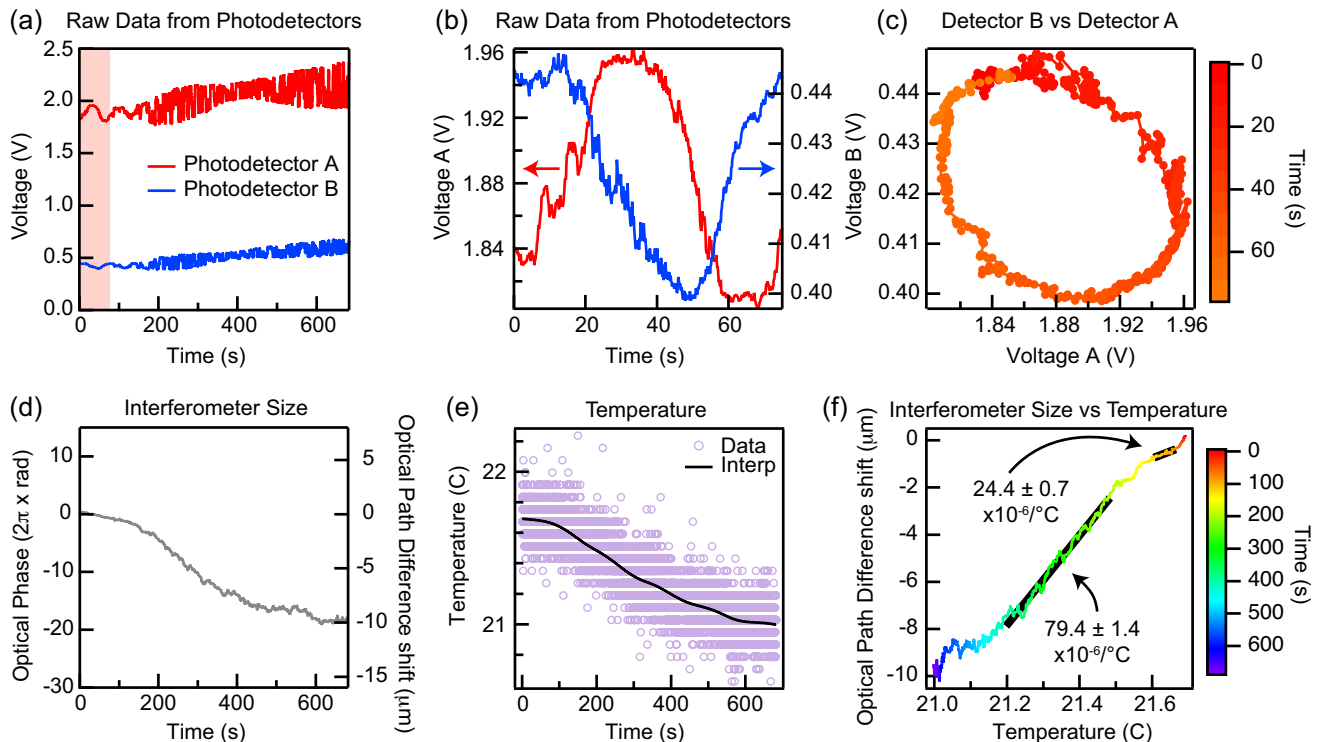 (a) Raw Data from Photodetectors
2.5
2.0
1.5
1.0
0.5
0.0
Voltage (V)
Photodetector A
Photodetector B
0 200 400 600
Time (s)
(b) Raw Data from Photodetectors
1.96
1.92
1.88
1.84
Voltage A (V)
0.44
0.43
0.42
0.41
0.40
Voltage B (V)
0 20 40 60
Time (s)
(c) Detector B vs Detector A
0.44
0.43
0.42
0.41
0.40
1.84 1.88 1.92 1.96
Voltage A (V)
0
20
40
60
Time (s)
(d) Interferometer Size
10
0
-10
-20
-30
Optical Phase (2π x rad)
5
0
-5
-10
-15
Optical Path Difference shift (μm)
0 200 400 600
Time (s)
(e) Temperature
22
21
Temperature (C)
Data
Interp
0 200 400 600
Time (s)
(f) Interferometer Size vs Temperature
0
-2
-4
-6
-8
-10
Optical Path Difference shift (μm)
24.4 ± 0.7
x10⁻⁶/°C
79.4 ± 1.4
x10⁻⁶/°C
21.0 21.2 21.4 21.6
Temperature (C)
0
100
200
300
400
500
600
Time (s)